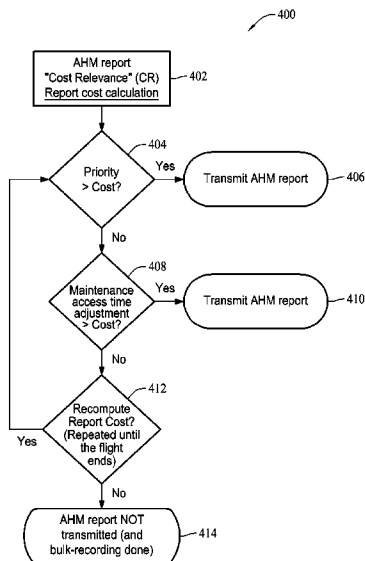 400
AHM report
"Cost Relevance" (CR)
Report cost calculation
402
404
Priority
> Cost?
Yes
Transmit AHM report
406
No
408
Maintenance
access time
adjustment
> Cost?
Yes
Transmit AHM report
410
No
412
Recompute
Report Cost?
(Repeated until
the flight
ends)
Yes
No
AHM report NOT
transmitted (and
bulk-recording done)
414